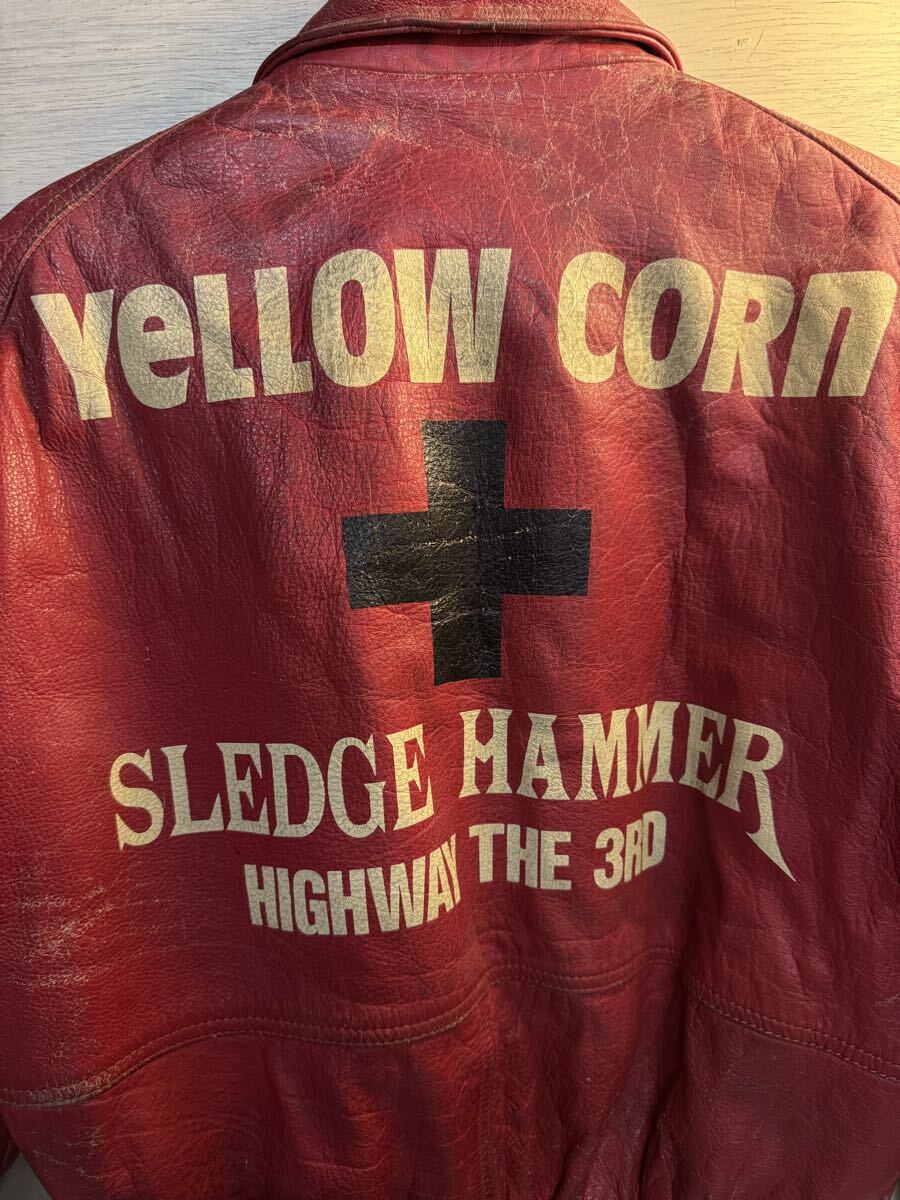 YeLLOW CORn
SLEDGE HAMMER
HIGHWAY THE 3RD